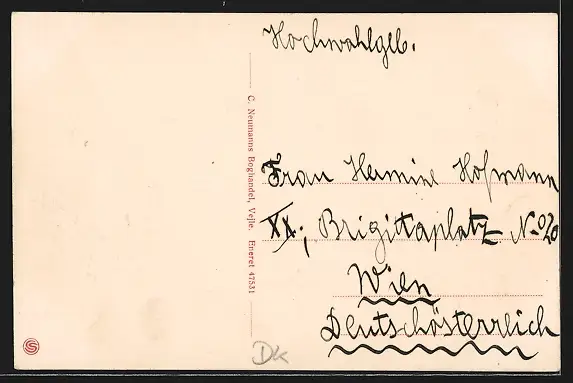 Hochwohlgeb.
C. Neumanns Boghandel, Vejle. Eneret 47531
Frau Hermine Hofmann
XX., Brigittaplatz No 20
Wien
Deutschösterreich
Dk